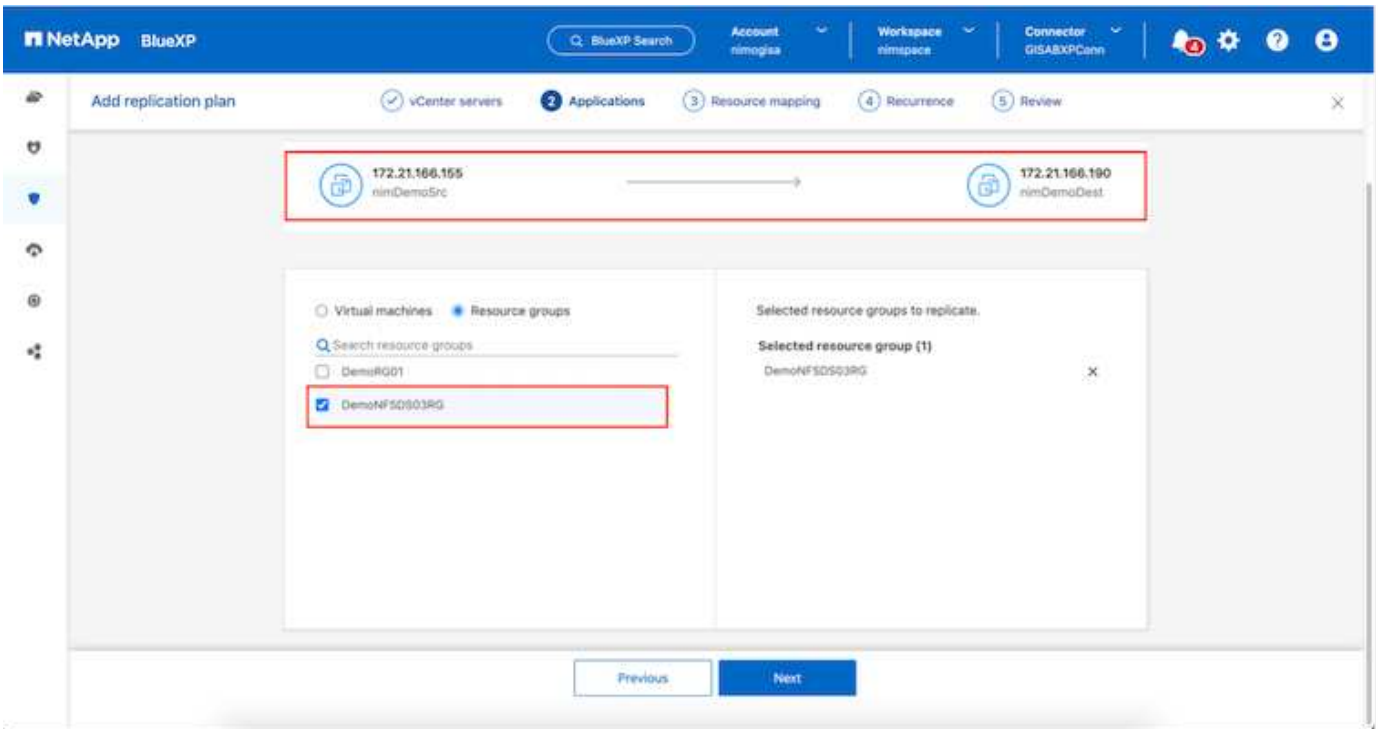 NetApp BlueXP
BlueXP Search
Account
nimogisa
Workspace
nimspace
Connector
GISABXPConn
4
Add replication plan
vCenter servers
2 Applications
3 Resource mapping
4 Recurrence
5 Review
172.21.166.155
nimDemoSrc
172.21.166.190
nimDemoDest
Virtual machines
Resource groups
Search resource groups
DemoRG01
DemoNFSDS03RG
Selected resource groups to replicate.
Selected resource group (1)
DemoNFSDS03RG
Previous
Next